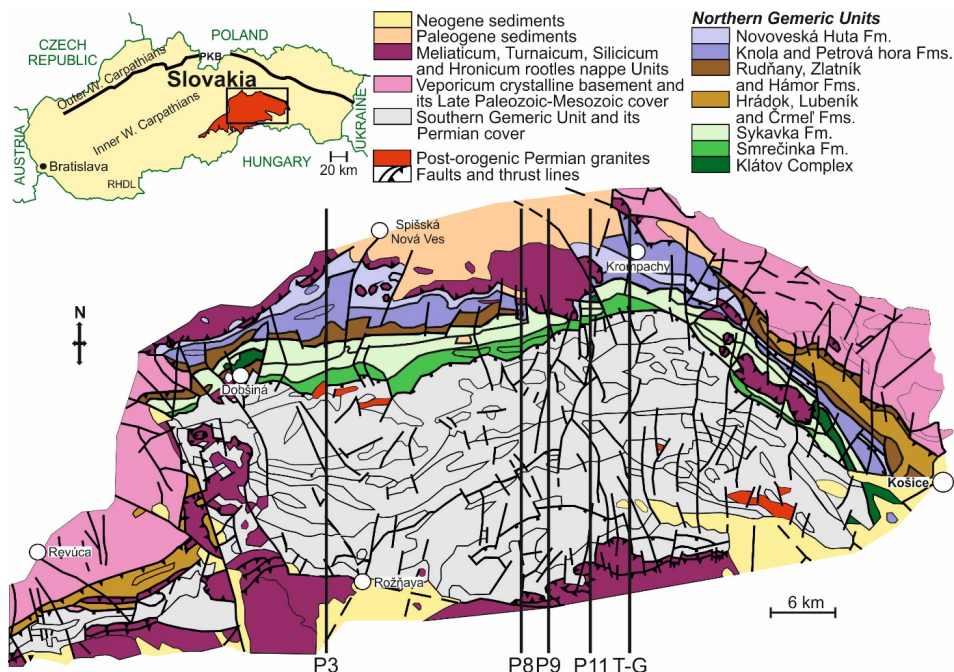 CZECH
REPUBLIC
POLAND
PKB
Outer W. Carpathians
Slovakia
Inner W. Carpathians
UKRAINE
AUSTRIA
Bratislava
HUNGARY
RHDL
20 km
Neogene sediments
Paleogene sediments
Meliaticum, Turnaicum, Silicicum
and Hronicum rootles nappe Units
Veporicum crystalline basement and
its Late Paleozoic-Mesozoic cover
Southern Gemeric Unit and its
Permian cover
Post-orogenic Permian granites
Faults and thrust lines
Northern Gemeric Units
Novoveská Huta Fm.
Knola and Petrová hora Fms.
Rudňany, Zlatník
and Hámor Fms.
Hrádok, Lubeník
and Črmeľ Fms.
Sykavka Fm.
Smrečinka Fm.
Klátov Complex
Spišská
Nová Ves
Krompachy
N
Dobšiná
Košice
Revúca
Rožňava
6 km
P3
P8
P9
P11
T-G